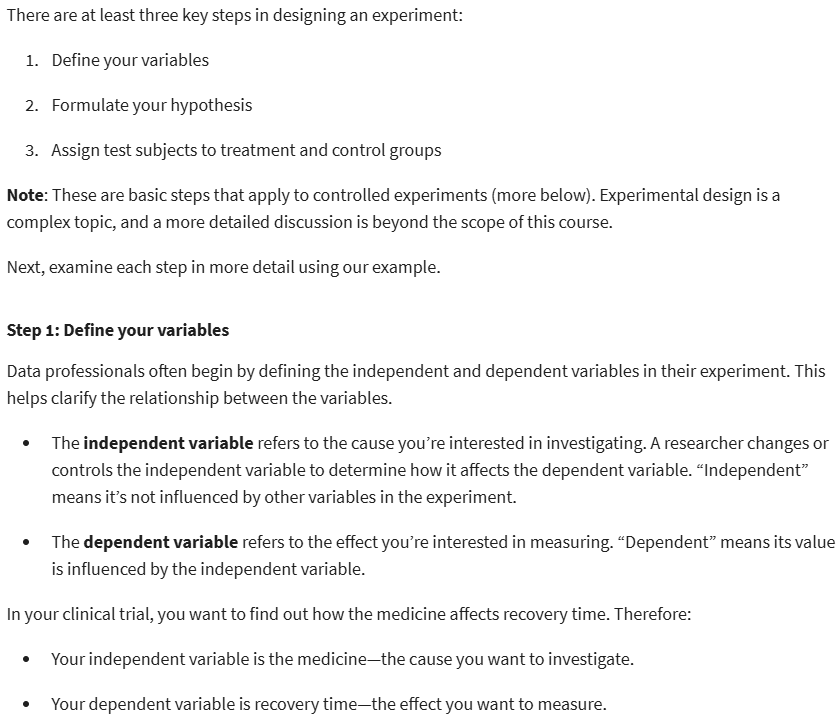 There are at least three key steps in designing an experiment:
1. Define your variables
2. Formulate your hypothesis
3. Assign test subjects to treatment and control groups
Note: These are basic steps that apply to controlled experiments (more below). Experimental design is a
complex topic, and a more detailed discussion is beyond the scope of this course.
Next, examine each step in more detail using our example.
Step 1: Define your variables
Data professionals often begin by defining the independent and dependent variables in their experiment. This
helps clarify the relationship between the variables.
• The independent variable refers to the cause you’re interested in investigating. A researcher changes or
controls the independent variable to determine how it affects the dependent variable. “Independent”
means it’s not influenced by other variables in the experiment.
• The dependent variable refers to the effect you’re interested in measuring. “Dependent” means its value
is influenced by the independent variable.
In your clinical trial, you want to find out how the medicine affects recovery time. Therefore:
• Your independent variable is the medicine—the cause you want to investigate.
• Your dependent variable is recovery time—the effect you want to measure.